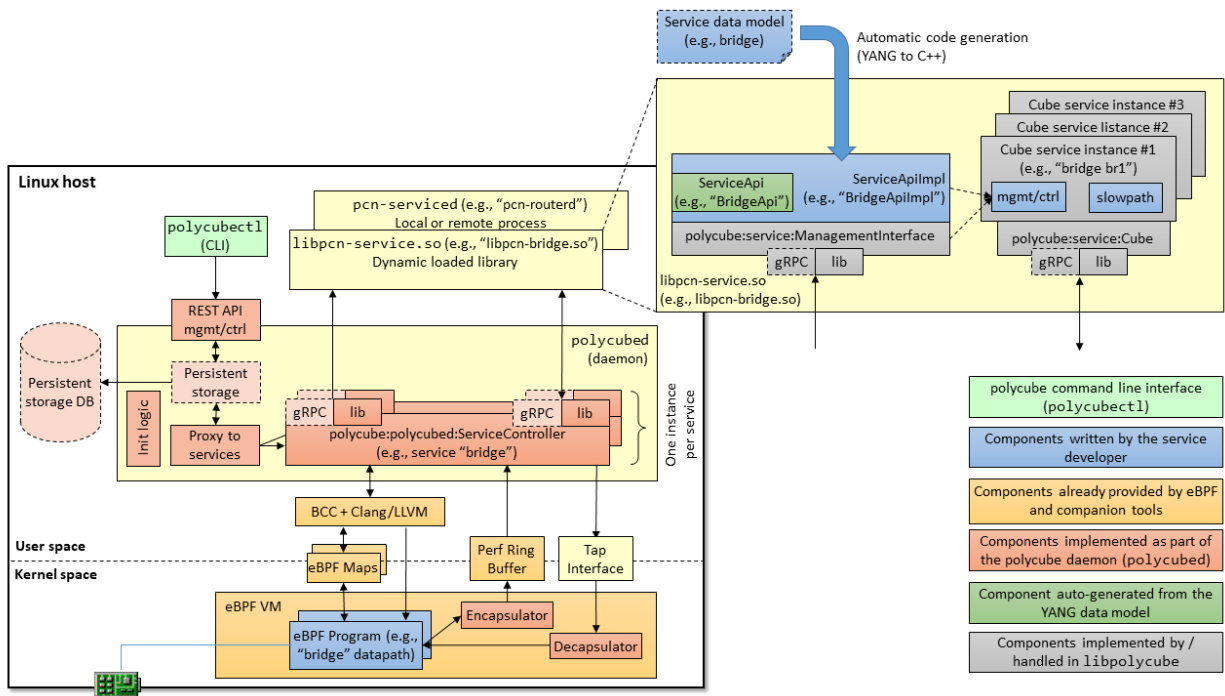 Service data model
(e.g., bridge)
Automatic code generation
(YANG to C++)
Cube service instance #3
Cube service listance #2
Cube service instance #1
(e.g., “bridge br1”)
mgmt/ctrl
slowpath
ServiceApi
(e.g., “BridgeApi”)
ServiceApiImpl
(e.g., “BridgeApiImpl”)
polycube:service:ManagementInterface
polycube:service:Cube
gRPC
lib
gRPC
lib
libpcn-service.so
(e.g., libpcn-bridge.so)
Linux host
pcn-serviced (e.g., “pcn-routerd”)
Local or remote process
libpcn-service.so (e.g., “libpcn-bridge.so”)
Dynamic loaded library
polycubectl
(CLI)
REST API
mgmt/ctrl
polycubed
(daemon)
Persistent
storage DB
Persistent
storage
Init logic
Proxy to
services
gRPC
lib
gRPC
lib
polycube:polycubed:ServiceController
(e.g., service “bridge”)
One instance
per service
BCC + Clang/LLVM
User space
Kernel space
eBPF Maps
Perf Ring
Buffer
Tap
Interface
eBPF VM
Encapsulator
Decapsulator
eBPF Program (e.g.,
“bridge” datapath)
polycube command line interface
(polycubectl)
Components written by the service
developer
Components already provided by eBPF
and companion tools
Components implemented as part of
the polycube daemon (polycubed)
Component auto-generated from the
YANG data model
Components implemented by /
handled in libpolycube